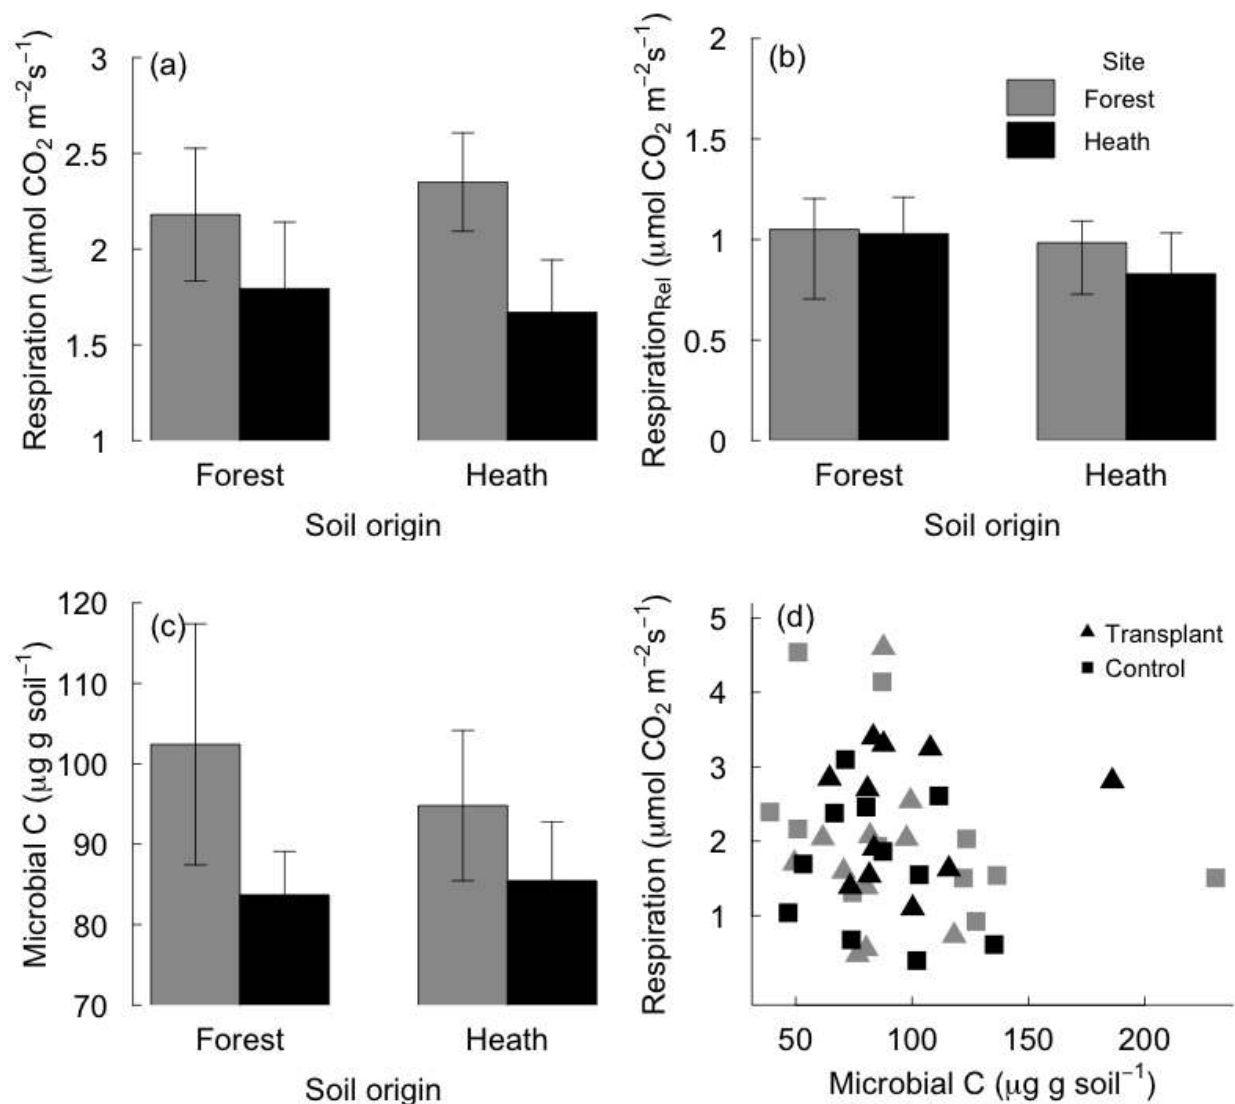 (a)
Respiration (μmol CO₂ m⁻²s⁻¹)
3
2.5
2
1.5
1
Forest
Heath
Soil origin
(b)
Respiration_Rel (μmol CO₂ m⁻²s⁻¹)
2
1.5
1
0.5
0
Site
Forest
Heath
Forest
Heath
Soil origin
(c)
Microbial C (μg g soil⁻¹)
120
110
100
90
80
70
Forest
Heath
Soil origin
(d)
Respiration (μmol CO₂ m⁻²s⁻¹)
5
4
3
2
1
Transplant
Control
50
100
150
200
Microbial C (μg g soil⁻¹)